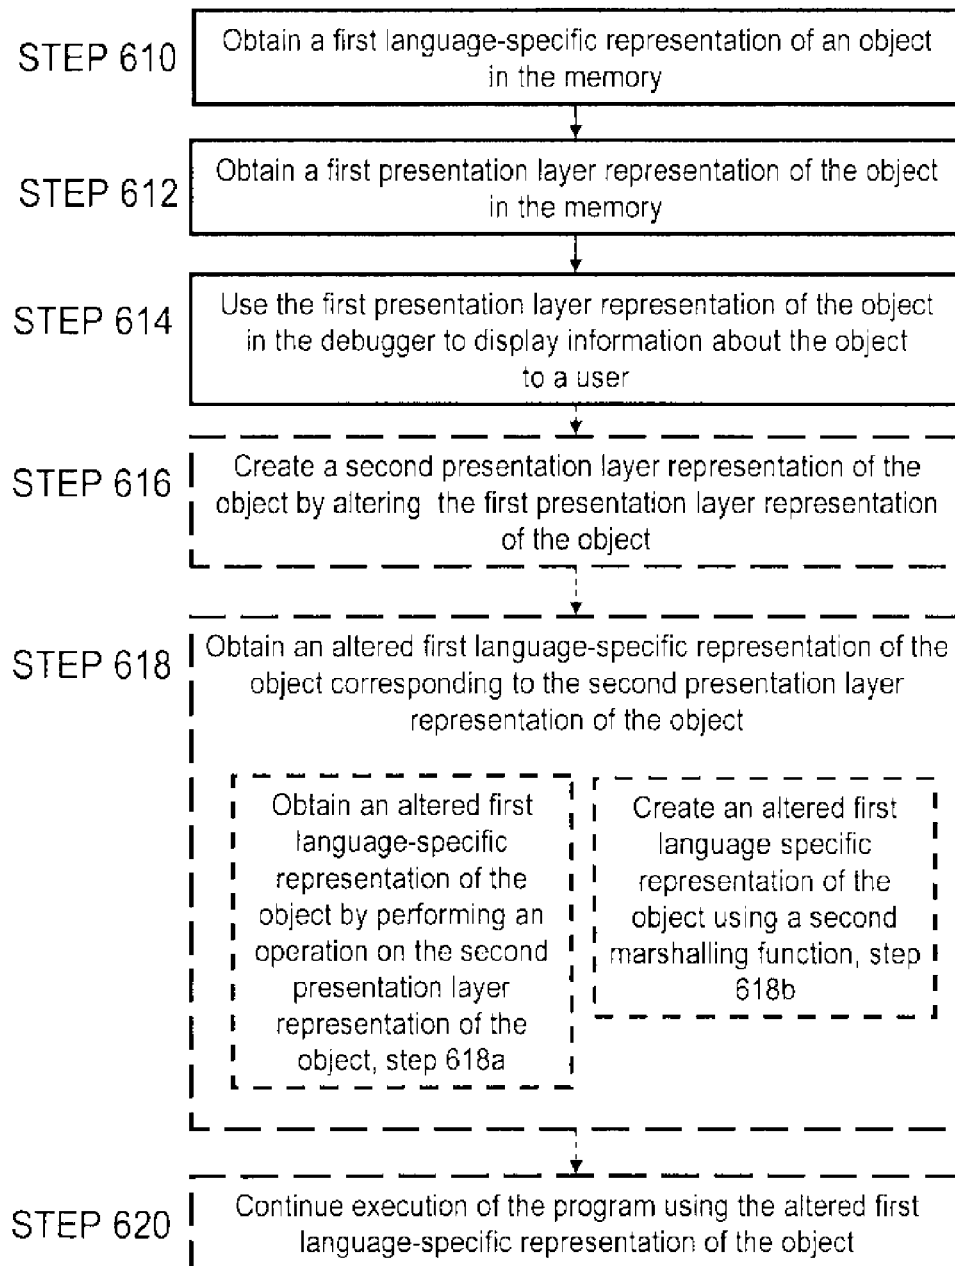 STEP 610
Obtain a first language-specific representation of an object
in the memory
STEP 612
Obtain a first presentation layer representation of the object
in the memory
STEP 614
Use the first presentation layer representation of the object
in the debugger to display information about the object
to a user
STEP 616
Create a second presentation layer representation of the
object by altering the first presentation layer representation
of the object
STEP 618
Obtain an altered first language-specific representation of the
object corresponding to the second presentation layer
representation of the object
Obtain an altered first
language-specific
representation of the
object by performing an
operation on the second
presentation layer
representation of the
object, step 618a
Create an altered first
language specific
representation of the
object using a second
marshalling function, step
618b
STEP 620
Continue execution of the program using the altered first
language-specific representation of the object